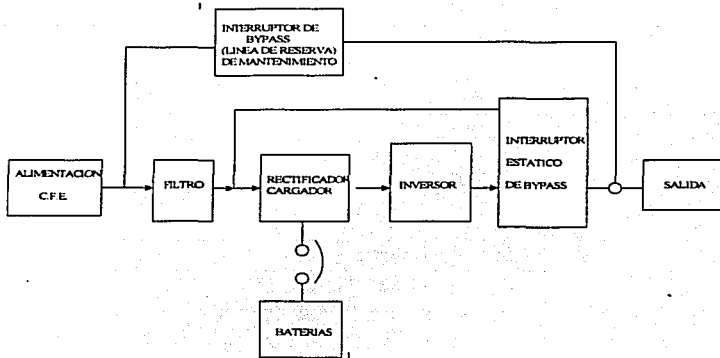 INTERRUPTOR DE
BYPASS
(LINEA DE RESERVA)
DE MANTENIMIENTO
INTERRUPTOR
ESTATICO
DE BYPASS
ALIMENTACION
C.F.E.
FILTRO
RECTIFICADOR
CARGADOR
INVERSOR
SALIDA
BATERIAS